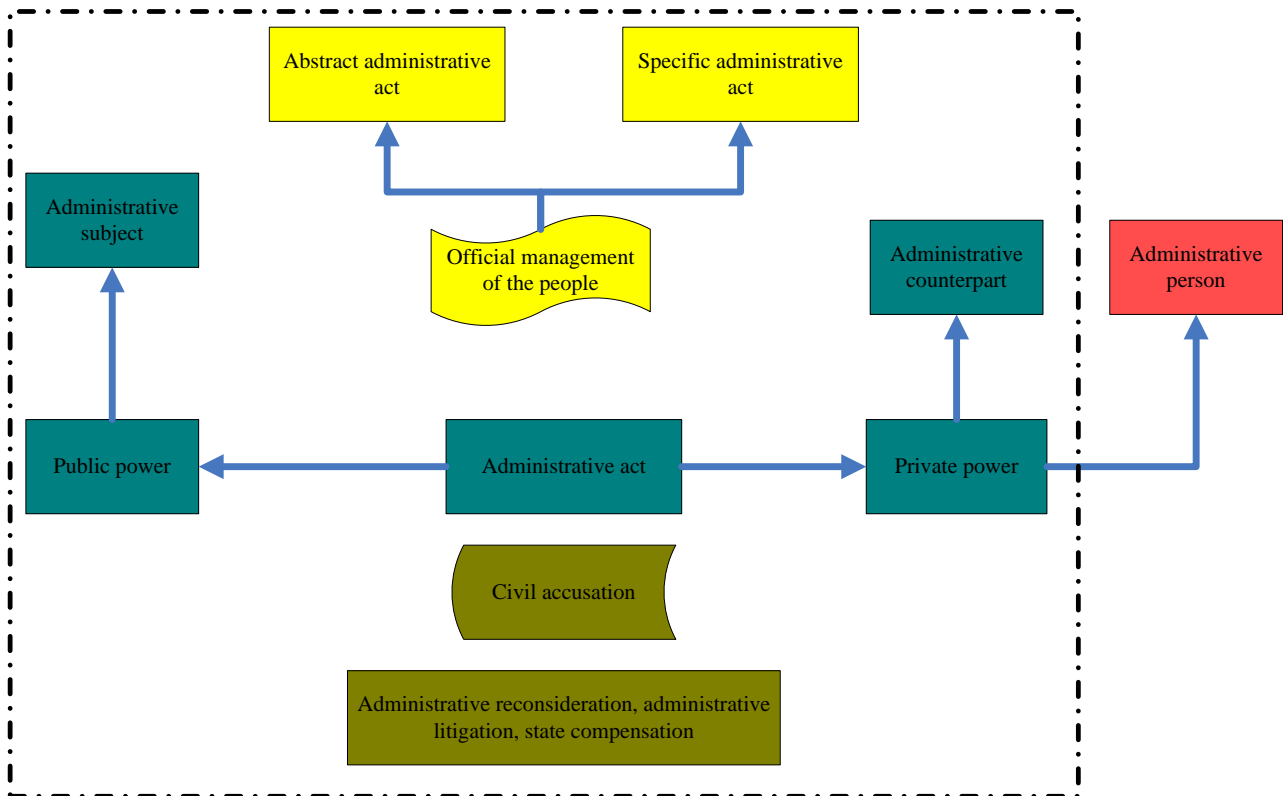 Abstract administrative
act
Specific administrative
act
Administrative
subject
Official management
of the people
Administrative
counterpart
Administrative
person
Public power
Administrative act
Private power
Civil accusation
Administrative reconsideration, administrative
litigation, state compensation